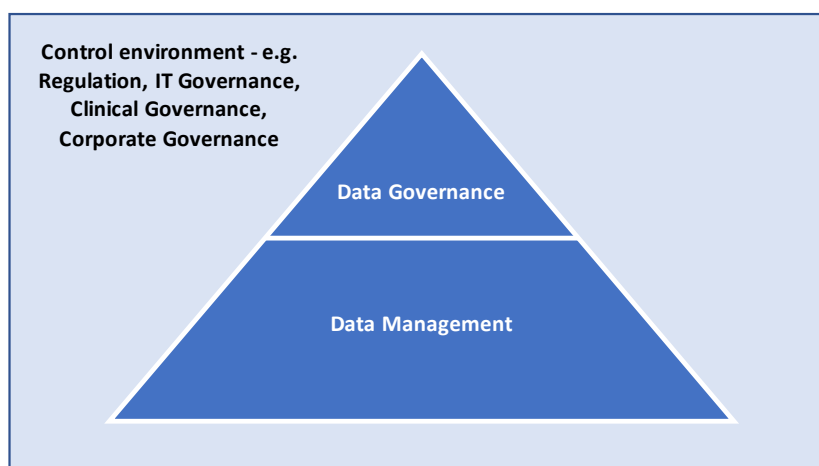 Control environment - e.g.
Regulation, IT Governance,
Clinical Governance,
Corporate Governance
Data Governance
Data Management